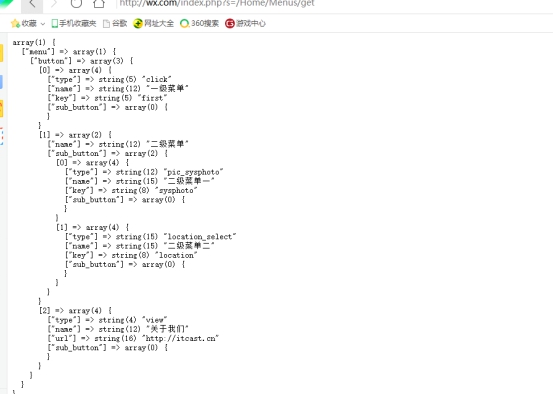 http://wx.com/index.php?s=/Home/Menus/get
收藏 手机收藏夹 谷歌 网址大全 360搜索 游戏中心
array(1) {
["menu"] => array(1) {
["button"] => array(3) {
[0] => array(4) {
["type"] => string(5) "click"
["name"] => string(12) "一级菜单"
["key"] => string(5) "first"
["sub_button"] => array(0) {
}
}
[1] => array(2) {
["name"] => string(12) "二级菜单"
["sub_button"] => array(2) {
[0] => array(4) {
["type"] => string(12) "pic_sysphoto"
["name"] => string(15) "二级菜单一"
["key"] => string(8) "sysphoto"
["sub_button"] => array(0) {
}
}
[1] => array(4) {
["type"] => string(15) "location_select"
["name"] => string(15) "二级菜单二"
["key"] => string(8) "location"
["sub_button"] => array(0) {
}
}
}
}
[2] => array(4) {
["type"] => string(4) "view"
["name"] => string(12) "关于我们"
["url"] => string(16) "http://itcast.cn"
["sub_button"] => array(0) {
}
}
}
}
}